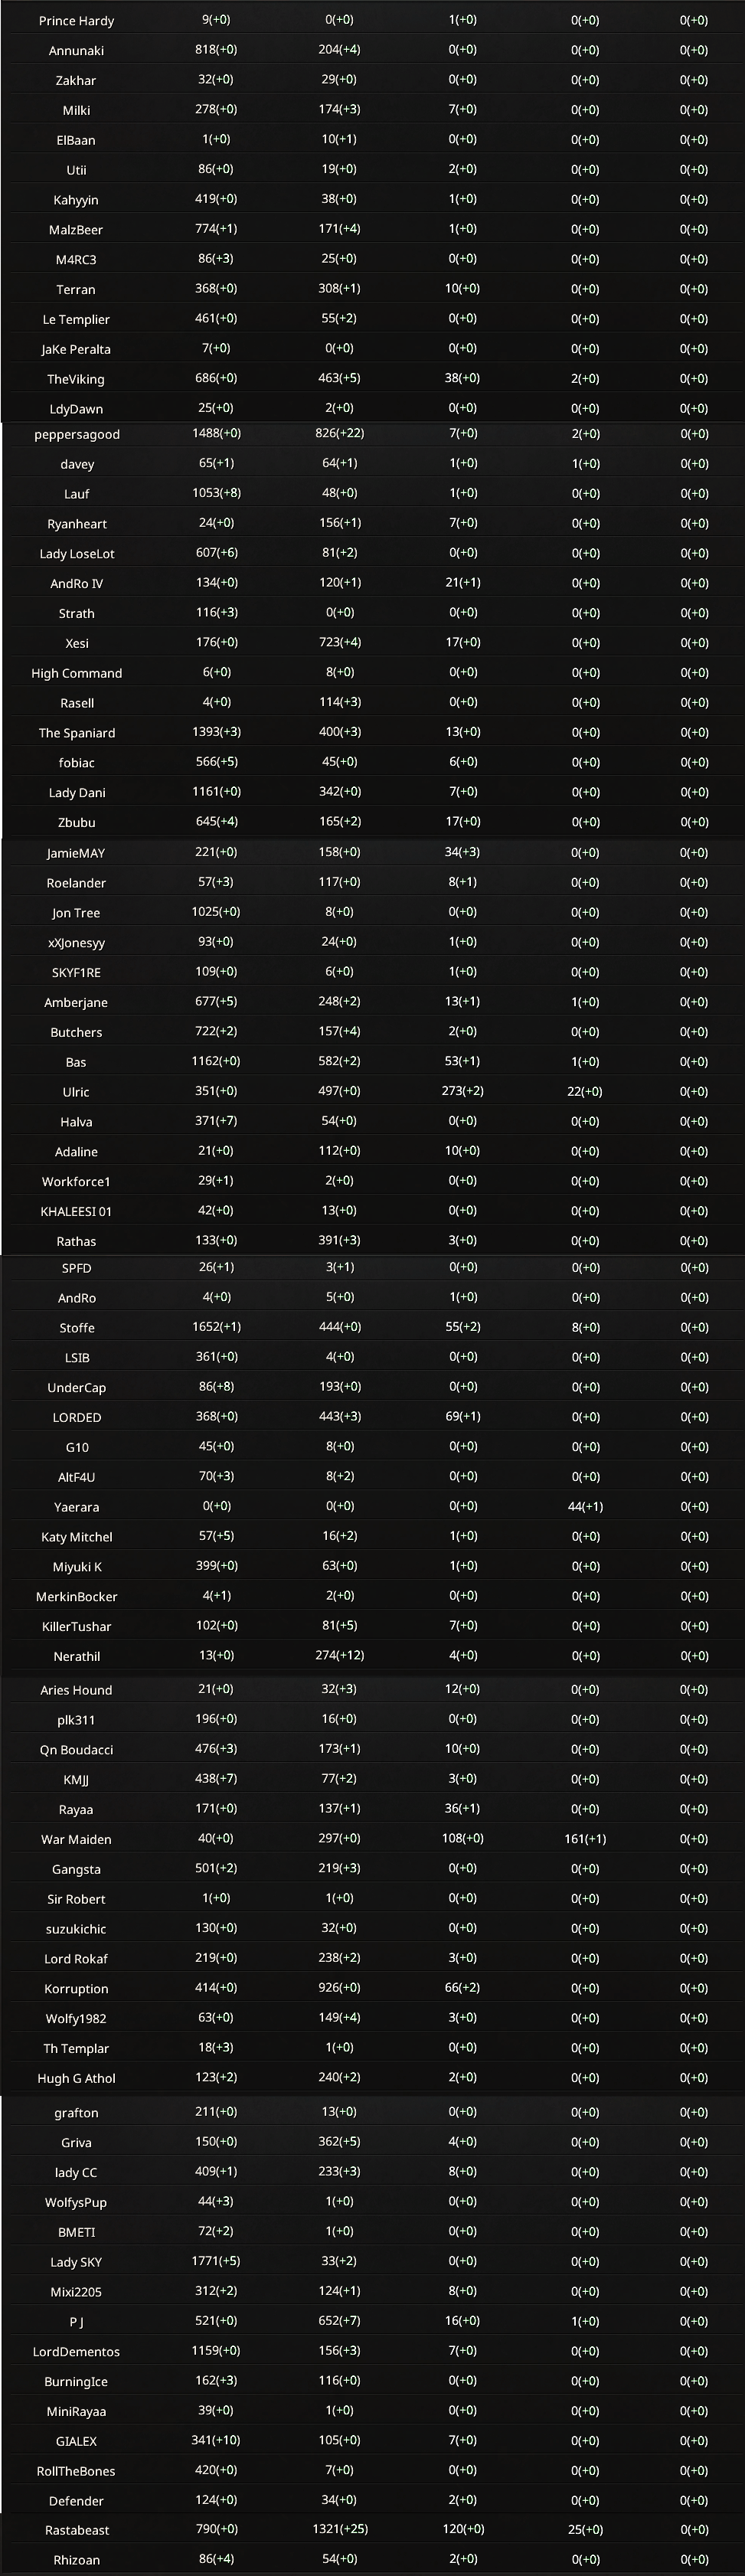 Prince Hardy 9(+0) 0(+0) 1(+0) 0(+0) 0(+0)
Annunaki 818(+0) 204(+4) 0(+0) 0(+0) 0(+0)
Zakhar 32(+0) 29(+0) 0(+0) 0(+0) 0(+0)
Milki 278(+0) 174(+3) 7(+0) 0(+0) 0(+0)
ElBaan 1(+0) 10(+1) 0(+0) 0(+0) 0(+0)
Utii 86(+0) 19(+0) 2(+0) 0(+0) 0(+0)
Kahyyin 419(+0) 38(+0) 1(+0) 0(+0) 0(+0)
MalzBeer 774(+1) 171(+4) 1(+0) 0(+0) 0(+0)
M4RC3 86(+3) 25(+0) 0(+0) 0(+0) 0(+0)
Terran 368(+0) 308(+1) 10(+0) 0(+0) 0(+0)
Le Templier 461(+0) 55(+2) 0(+0) 0(+0) 0(+0)
JaKe Peralta 7(+0) 0(+0) 0(+0) 0(+0) 0(+0)
TheViking 686(+0) 463(+5) 38(+0) 2(+0) 0(+0)
LdyDawn 25(+0) 2(+0) 0(+0) 0(+0) 0(+0)
peppersagood 1488(+0) 826(+22) 7(+0) 2(+0) 0(+0)
davey 65(+1) 64(+1) 1(+0) 1(+0) 0(+0)
Lauf 1053(+8) 48(+0) 1(+0) 0(+0) 0(+0)
Ryanheart 24(+0) 156(+1) 7(+0) 0(+0) 0(+0)
Lady LoseLot 607(+6) 81(+2) 0(+0) 0(+0) 0(+0)
AndRo IV 134(+0) 120(+1) 21(+1) 0(+0) 0(+0)
Strath 116(+3) 0(+0) 0(+0) 0(+0) 0(+0)
Xesi 176(+0) 723(+4) 17(+0) 0(+0) 0(+0)
High Command 6(+0) 8(+0) 0(+0) 0(+0) 0(+0)
Rasell 4(+0) 114(+3) 0(+0) 0(+0) 0(+0)
The Spaniard 1393(+3) 400(+3) 13(+0) 0(+0) 0(+0)
fobiac 566(+5) 45(+0) 6(+0) 0(+0) 0(+0)
Lady Dani 1161(+0) 342(+0) 7(+0) 0(+0) 0(+0)
Zbubu 645(+4) 165(+2) 17(+0) 0(+0) 0(+0)
JamieMAY 221(+0) 158(+0) 34(+3) 0(+0) 0(+0)
Roelander 57(+3) 117(+0) 8(+1) 0(+0) 0(+0)
Jon Tree 1025(+0) 8(+0) 0(+0) 0(+0) 0(+0)
xXJonesyy 93(+0) 24(+0) 1(+0) 0(+0) 0(+0)
SKYF1RE 109(+0) 6(+0) 1(+0) 0(+0) 0(+0)
Amberjane 677(+5) 248(+2) 13(+1) 1(+0) 0(+0)
Butchers 722(+2) 157(+4) 2(+0) 0(+0) 0(+0)
Bas 1162(+0) 582(+2) 53(+1) 1(+0) 0(+0)
Ulric 351(+0) 497(+0) 273(+2) 22(+0) 0(+0)
Halva 371(+7) 54(+0) 0(+0) 0(+0) 0(+0)
Adaline 21(+0) 112(+0) 10(+0) 0(+0) 0(+0)
Workforce1 29(+1) 2(+0) 0(+0) 0(+0) 0(+0)
KHALEESI 01 42(+0) 13(+0) 0(+0) 0(+0) 0(+0)
Rathas 133(+0) 391(+3) 3(+0) 0(+0) 0(+0)
SPFD 26(+1) 3(+1) 0(+0) 0(+0) 0(+0)
AndRo 4(+0) 5(+0) 1(+0) 0(+0) 0(+0)
Stoffe 1652(+1) 444(+0) 55(+2) 8(+0) 0(+0)
LSIB 361(+0) 4(+0) 0(+0) 0(+0) 0(+0)
UnderCap 86(+8) 193(+0) 0(+0) 0(+0) 0(+0)
LORDED 368(+0) 443(+3) 69(+1) 0(+0) 0(+0)
G10 45(+0) 8(+0) 0(+0) 0(+0) 0(+0)
AltF4U 70(+3) 8(+2) 0(+0) 0(+0) 0(+0)
Yaerara 0(+0) 0(+0) 0(+0) 44(+1) 0(+0)
Katy Mitchel 57(+5) 16(+2) 1(+0) 0(+0) 0(+0)
Miyuki K 399(+0) 63(+0) 1(+0) 0(+0) 0(+0)
MerkinBocker 4(+1) 2(+0) 0(+0) 0(+0) 0(+0)
KillerTushar 102(+0) 81(+5) 7(+0) 0(+0) 0(+0)
Nerathil 13(+0) 274(+12) 4(+0) 0(+0) 0(+0)
Aries Hound 21(+0) 32(+3) 12(+0) 0(+0) 0(+0)
plk311 196(+0) 16(+0) 0(+0) 0(+0) 0(+0)
Qn Boudacci 476(+3) 173(+1) 10(+0) 0(+0) 0(+0)
KMJJ 438(+7) 77(+2) 3(+0) 0(+0) 0(+0)
Rayaa 171(+0) 137(+1) 36(+1) 0(+0) 0(+0)
War Maiden 40(+0) 297(+0) 108(+0) 161(+1) 0(+0)
Gangsta 501(+2) 219(+3) 0(+0) 0(+0) 0(+0)
Sir Robert 1(+0) 1(+0) 0(+0) 0(+0) 0(+0)
suzukichic 130(+0) 32(+0) 0(+0) 0(+0) 0(+0)
Lord Rokaf 219(+0) 238(+2) 3(+0) 0(+0) 0(+0)
Korruption 414(+0) 926(+0) 66(+2) 0(+0) 0(+0)
Wolfy1982 63(+0) 149(+4) 3(+0) 0(+0) 0(+0)
Th Templar 18(+3) 1(+0) 0(+0) 0(+0) 0(+0)
Hugh G Athol 123(+2) 240(+2) 2(+0) 0(+0) 0(+0)
grafton 211(+0) 13(+0) 0(+0) 0(+0) 0(+0)
Griva 150(+0) 362(+5) 4(+0) 0(+0) 0(+0)
lady CC 409(+1) 233(+3) 8(+0) 0(+0) 0(+0)
WolfysPup 44(+3) 1(+0) 0(+0) 0(+0) 0(+0)
BMETI 72(+2) 1(+0) 0(+0) 0(+0) 0(+0)
Lady SKY 1771(+5) 33(+2) 0(+0) 0(+0) 0(+0)
Mixi2205 312(+2) 124(+1) 8(+0) 0(+0) 0(+0)
P J 521(+0) 652(+7) 16(+0) 1(+0) 0(+0)
LordDementos 1159(+0) 156(+3) 7(+0) 0(+0) 0(+0)
BurningIce 162(+3) 116(+0) 0(+0) 0(+0) 0(+0)
MiniRayaa 39(+0) 1(+0) 0(+0) 0(+0) 0(+0)
GIALEX 341(+10) 105(+0) 7(+0) 0(+0) 0(+0)
RollTheBones 420(+0) 7(+0) 0(+0) 0(+0) 0(+0)
Defender 124(+0) 34(+0) 2(+0) 0(+0) 0(+0)
Rastabeast 790(+0) 1321(+25) 120(+0) 25(+0) 0(+0)
Rhizoan 86(+4) 54(+0) 2(+0) 0(+0) 0(+0)